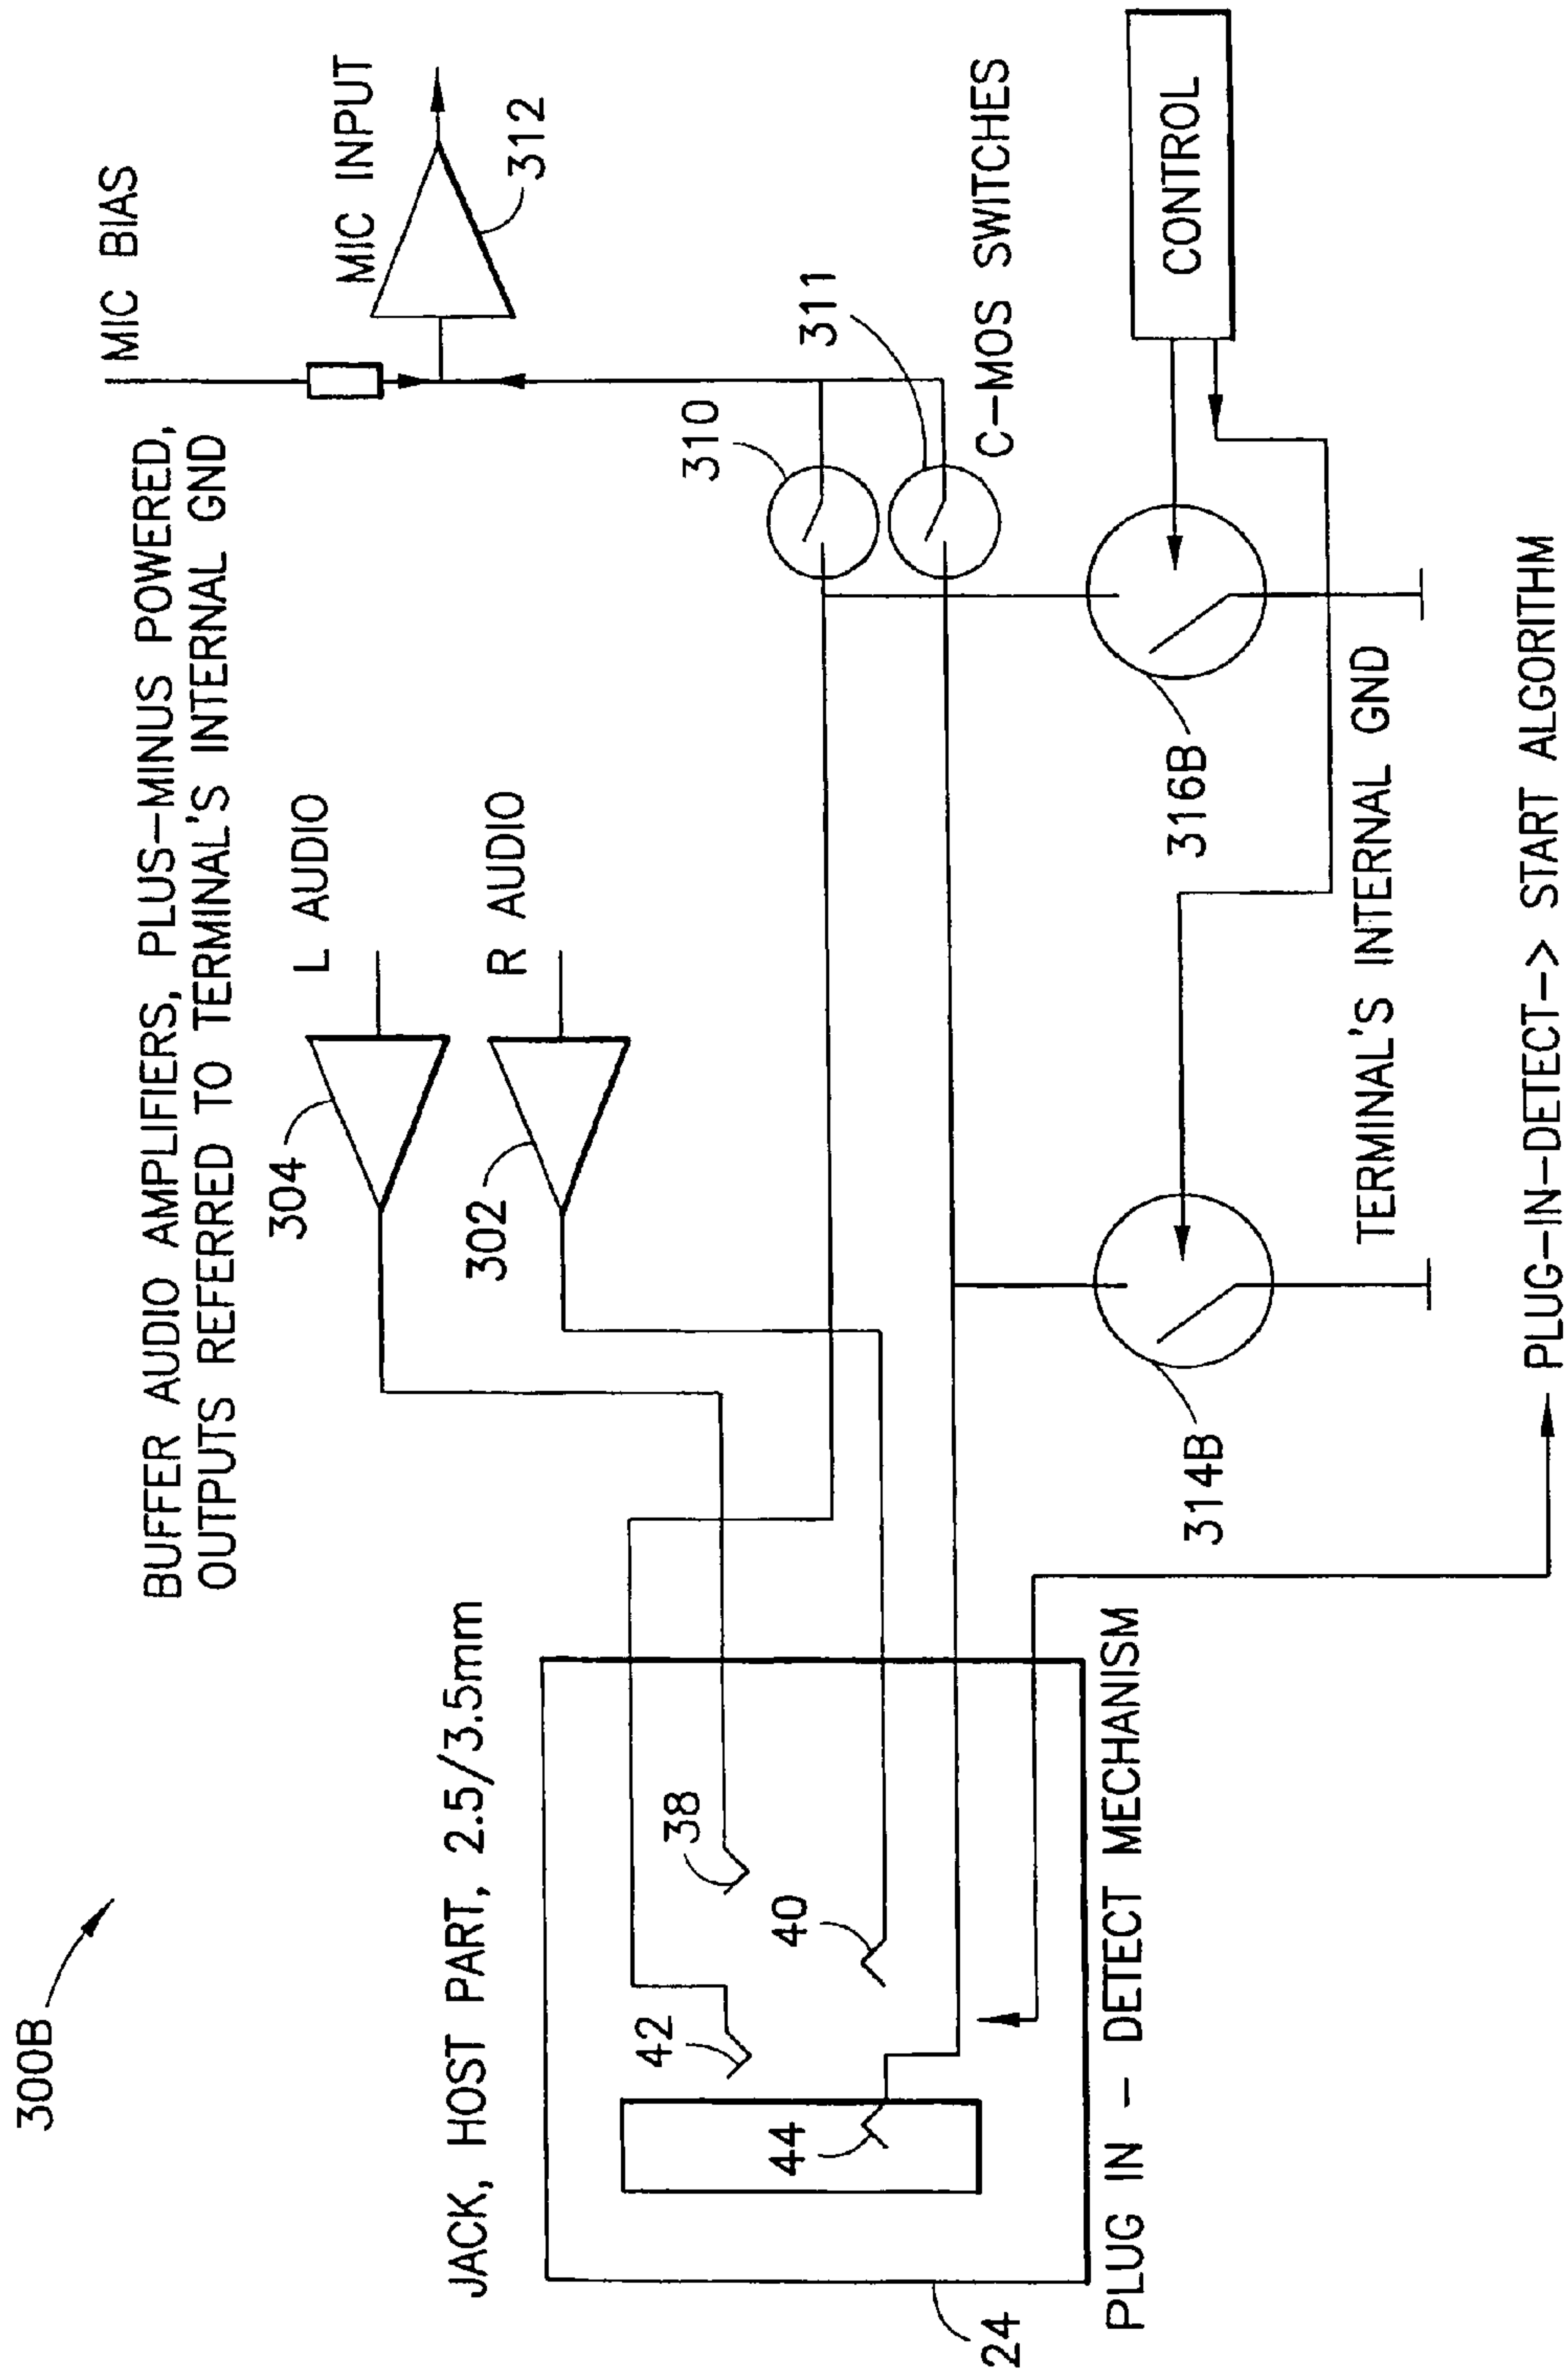 300B
MIC BIAS
BUFFER AUDIO AMPLIFIERS, PLUS-MINUS POWERED,
OUTPUTS REFERRED TO TERMINAL'S INTERNAL GND
MIC INPUT
312
L AUDIO
304
R AUDIO
302
JACK, HOST PART, 2.5/3.5mm
310
311
42
38
44
40
C-MOS SWITCHES
24
PLUG IN - DETECT MECHANISM
314B
316B
CONTROL
TERMINAL'S INTERNAL GND
PLUG-IN-DETECT-> START ALGORITHM